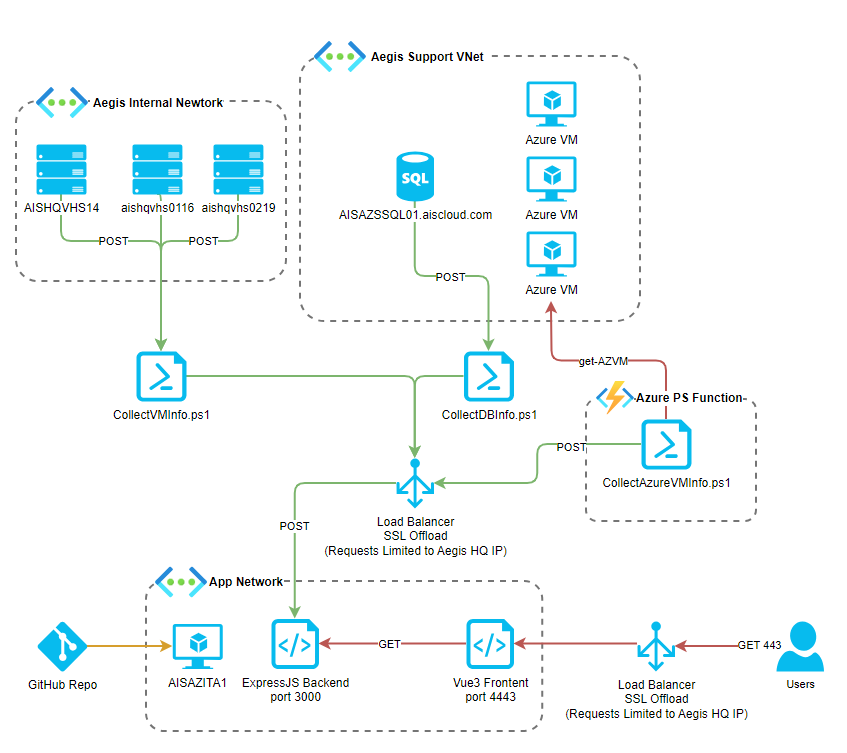 Aegis Support VNet
Aegis Internal Newtork
Azure VM
SQL
AISHQVHS14
aishqvhs0116
aishqvhs0219
AISAZSSQL01.aiscloud.com
Azure VM
POST
POST
POST
Azure VM
get-AZVM
Azure PS Function
CollectVMInfo.ps1
CollectDBInfo.ps1
POST
CollectAzureVMInfo.ps1
Load Balancer
SSL Offload
(Requests Limited to Aegis HQ IP)
POST
App Network
GET
GET 443
GitHub Repo
AISAZITA1
ExpressJS Backend
port 3000
Vue3 Frontent
port 4443
Load Balancer
SSL Offload
(Requests Limited to Aegis HQ IP)
Users